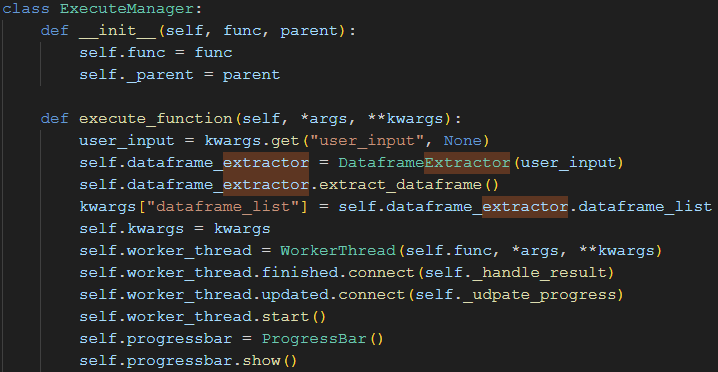 class ExecuteManager:
    def __init__(self, func, parent):
        self.func = func
        self._parent = parent

    def execute_function(self, *args, **kwargs):
        user_input = kwargs.get("user_input", None)
        self.dataframe_extractor = DataframeExtractor(user_input)
        self.dataframe_extractor.extract_dataframe()
        kwargs["dataframe_list"] = self.dataframe_extractor.dataframe_list
        self.kwargs = kwargs
        self.worker_thread = WorkerThread(self.func, *args, **kwargs)
        self.worker_thread.finished.connect(self._handle_result)
        self.worker_thread.updated.connect(self._udpate_progress)
        self.worker_thread.start()
        self.progressbar = ProgressBar()
        self.progressbar.show()